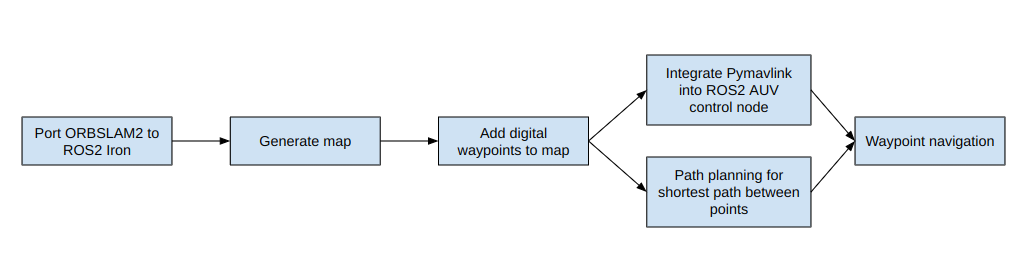 Port ORBSLAM2 to
ROS2 Iron
Generate map
Add digital
waypoints to map
Integrate Pymavlink
into ROS2 AUV
control node
Path planning for
shortest path between
points
Waypoint navigation